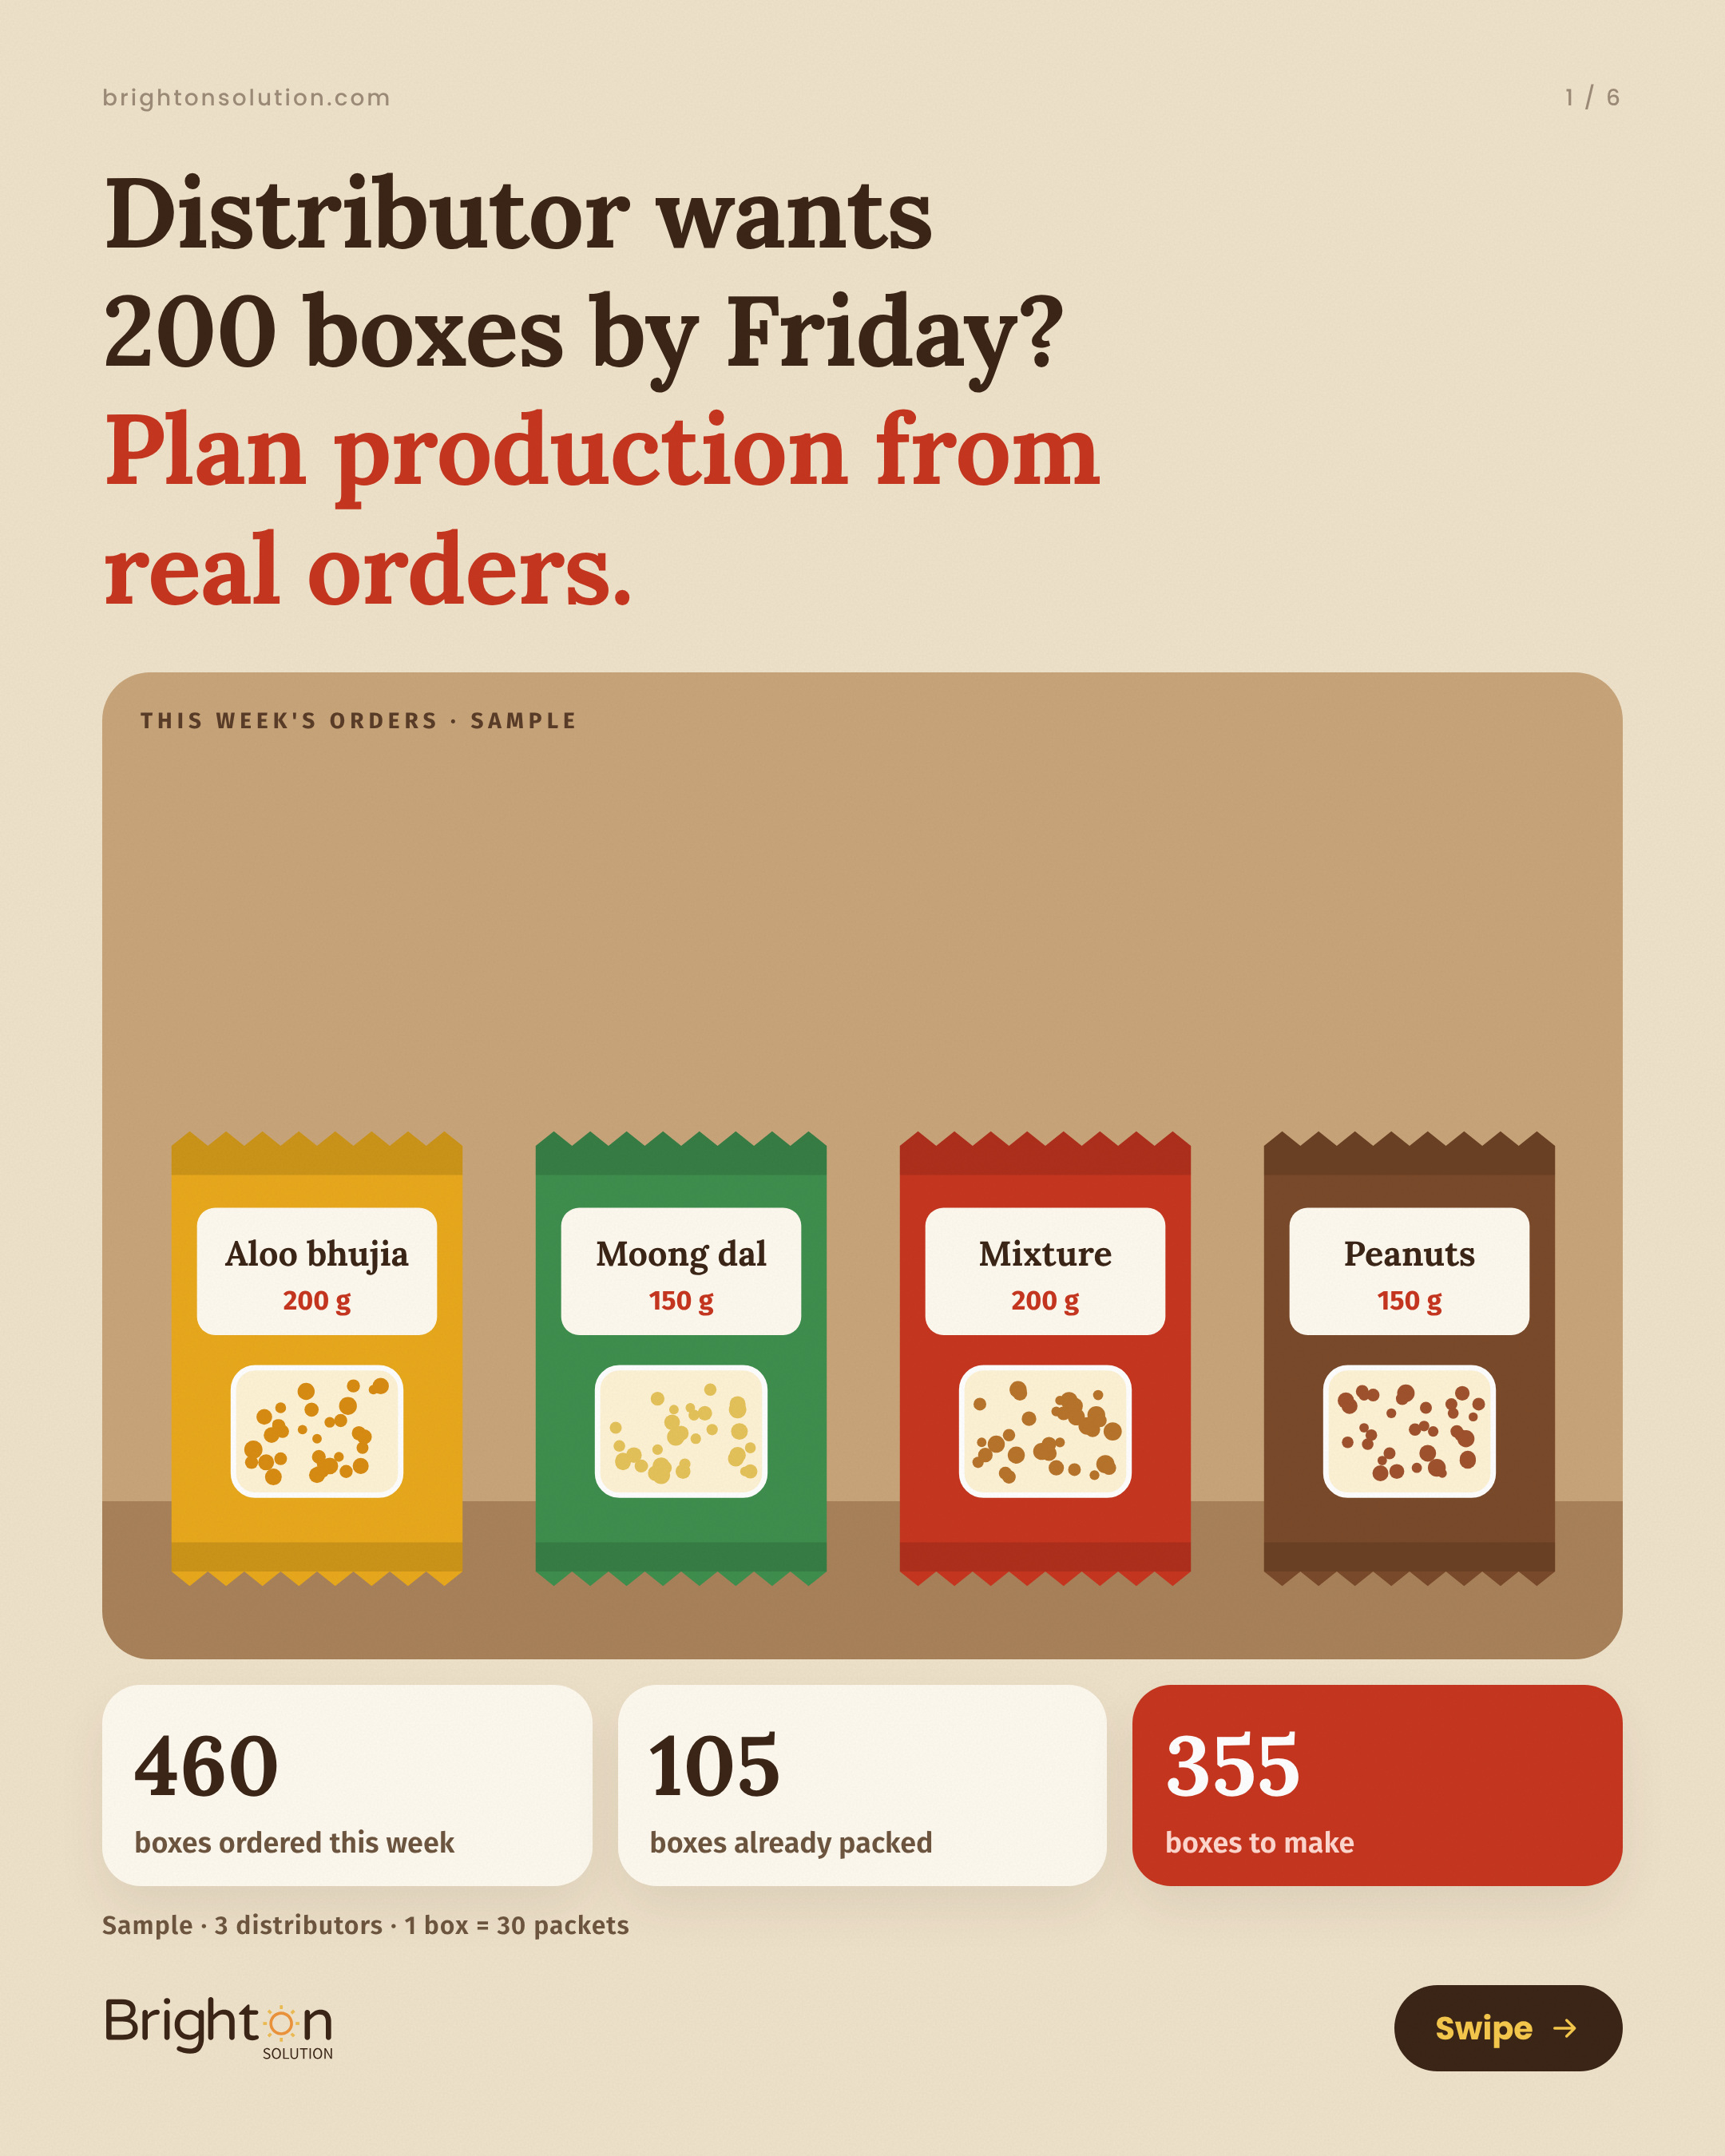 brightonsolution.com
1 / 6
Distributor wants
200 boxes by Friday?
Plan production from
real orders.
THIS WEEK'S ORDERS · SAMPLE
Aloo bhujia
200 g
Moong dal
150 g
Mixture
200 g
Peanuts
150 g
460
boxes ordered this week
105
boxes already packed
355
boxes to make
Sample · 3 distributors · 1 box = 30 packets
Brighton
SOLUTION
Swipe →